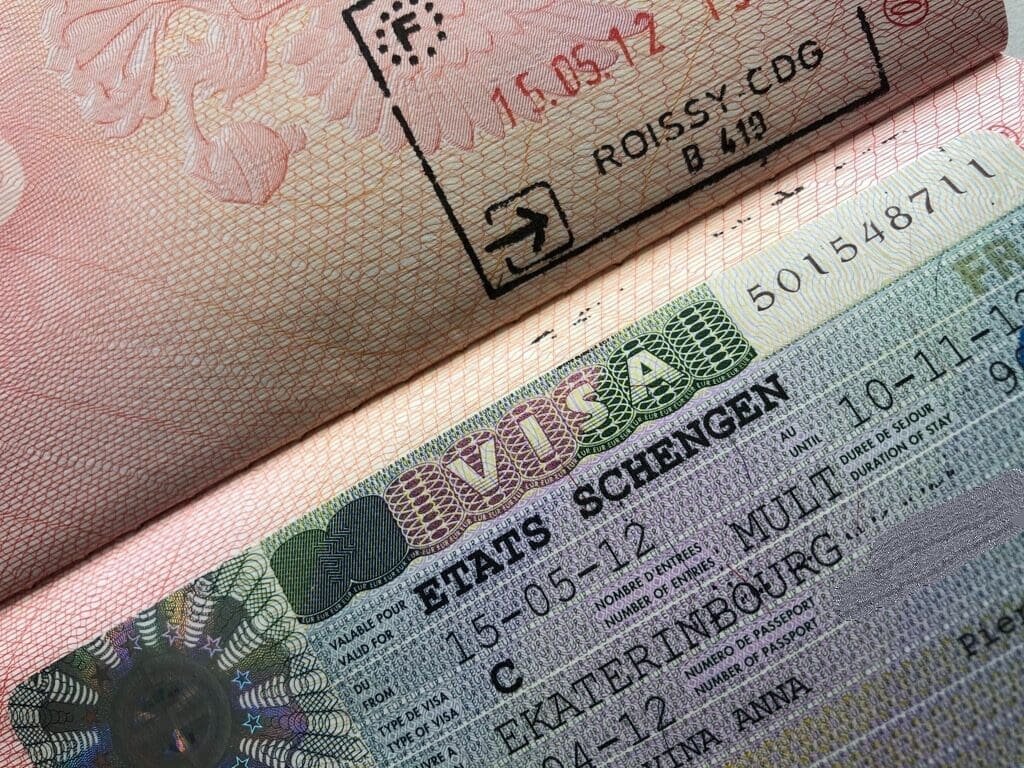 F
15.05.12
ROISSY-CDG
B 419
501548711
FR
VISA
ETATS SCHENGEN
VALABLE POUR
VALID FOR
DU
FROM
15-05-12
AU
UNTIL
10-11-12
TYPE DE VISA
TYPE OF VISA
C
NOMBRE D'ENTREES
NUMBER OF ENTRIES
MULT
DUREE DE SEJOUR
DURATION OF STAY
EKATERINBOURG
NUMERO DE PASSEPORT
NUMBER OF PASSPORT
04-12
ANNA